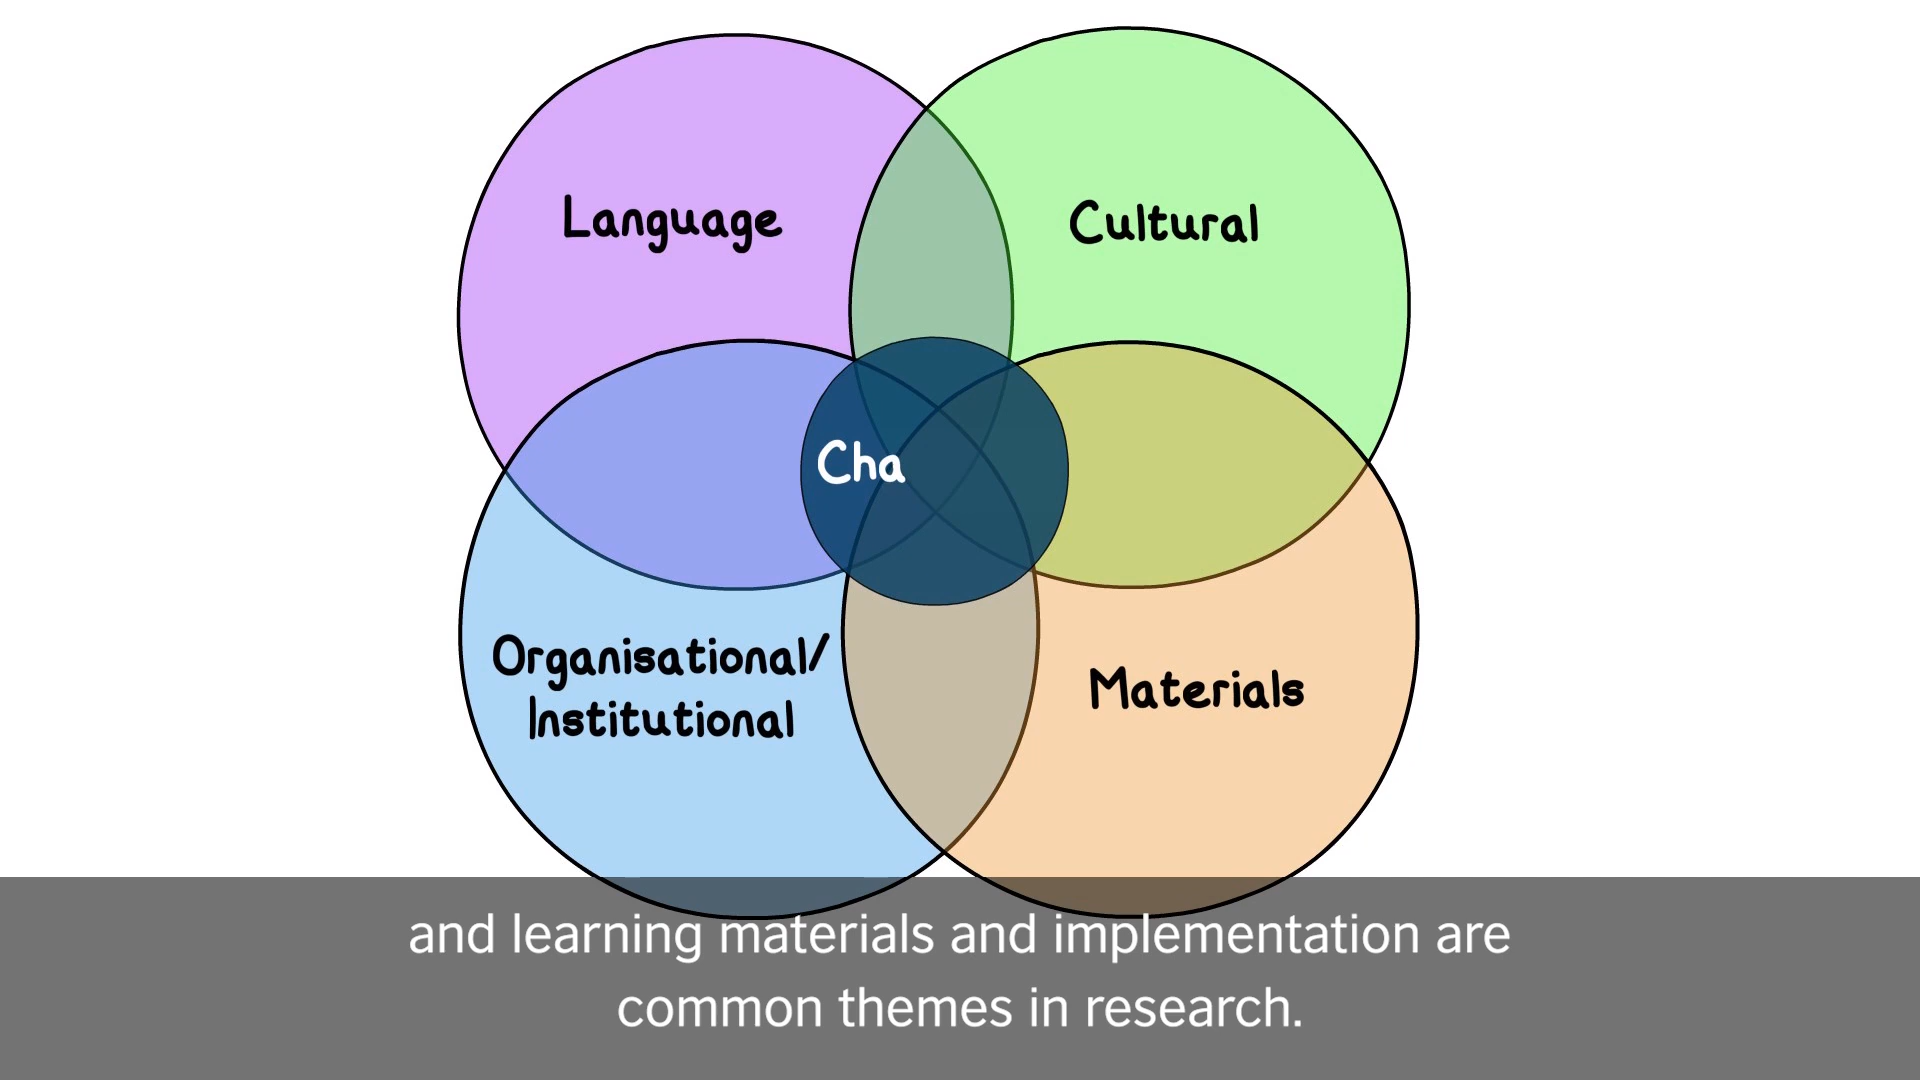 Language
Cultural
Cha
Organisational/
Institutional
Materials
and learning materials and implementation are
common themes in research.